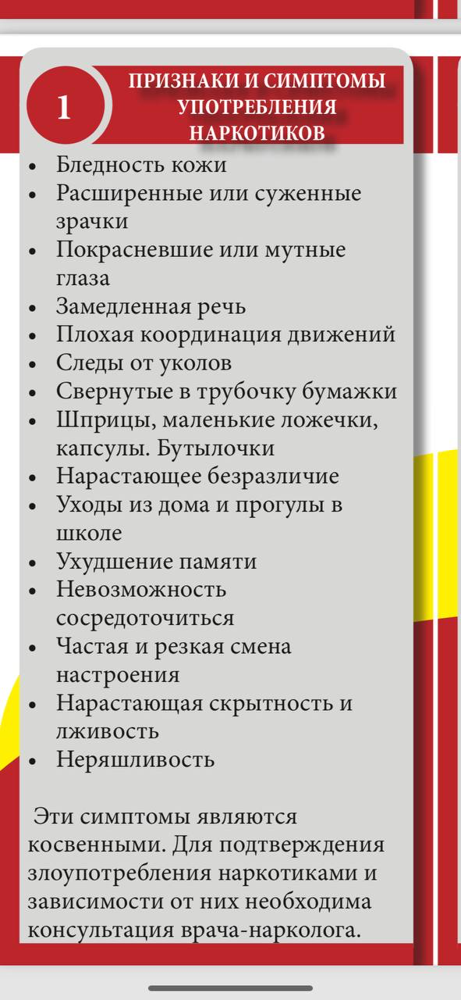 1
ПРИЗНАКИ И СИМПТОМЫ
УПОТРЕБЛЕНИЯ
НАРКОТИКОВ
• Бледность кожи
• Расширенные или суженные
зрачки
• Покрасневшие или мутные
глаза
• Замедленная речь
• Плохая координация движений
• Следы от уколов
• Свернутые в трубочку бумажки
• Шприцы, маленькие ложечки,
капсулы. Бутылочки
• Нарастающее безразличие
• Уходы из дома и прогулы в
школе
• Ухудшение памяти
• Невозможность
сосредоточиться
• Частая и резкая смена
настроения
• Нарастающая скрытность и
лживость
• Неряшливость
Эти симптомы являются
косвенными. Для подтверждения
злоупотребления наркотиками и
зависимости от них необходима
консультация врача-нарколога.